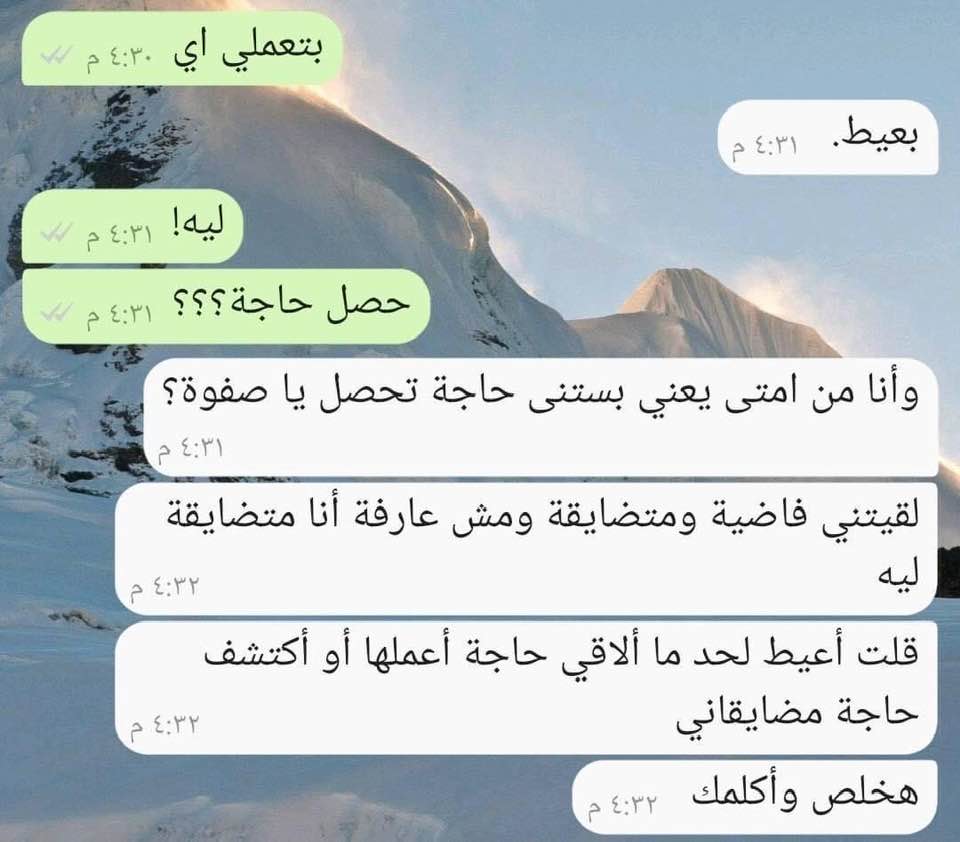 بتعملي اي ٤:٣٠ م
بعيط. ٤:٣١ م
ليه! ٤:٣١ م
حصل حاجة؟؟؟ ٤:٣١ م
وأنا من امتى يعني بستنى حاجة تحصل يا صفوة؟
٤:٣١ م
لقيتني فاضية ومتضايقة ومش عارفة أنا متضايقة
ليه
٤:٣٢ م
قلت أعيط لحد ما ألاقي حاجة أعملها أو أكتشف
حاجة مضايقاني
٤:٣٢ م
هخلص وأكلمك ٤:٣٢ م